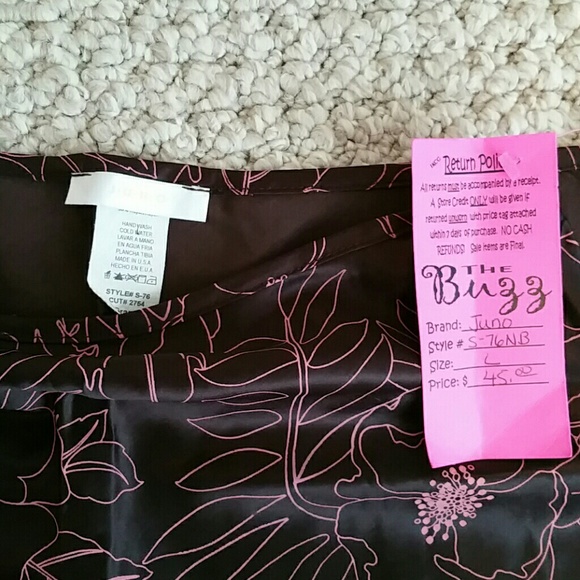 HAND WASH
COLD WATER
LAVAR A MANO
EN AGUA FRIA
PLANCHA TIBIA
MADE IN U.S.A
HECHO EN E.U.A
STYLE# S-76
CUT# 2764
Return Poli
All returns must be accompanied by a receipt.
A Store Credit ONLY will be given if
returned unworn with price tag attached
within 7 days of purchase. NO CASH
REFUNDS! Sale items are Final.
THE
Buzz
Brand: Juno
Style # S-76NB
Size: L
Price: $ 45.00